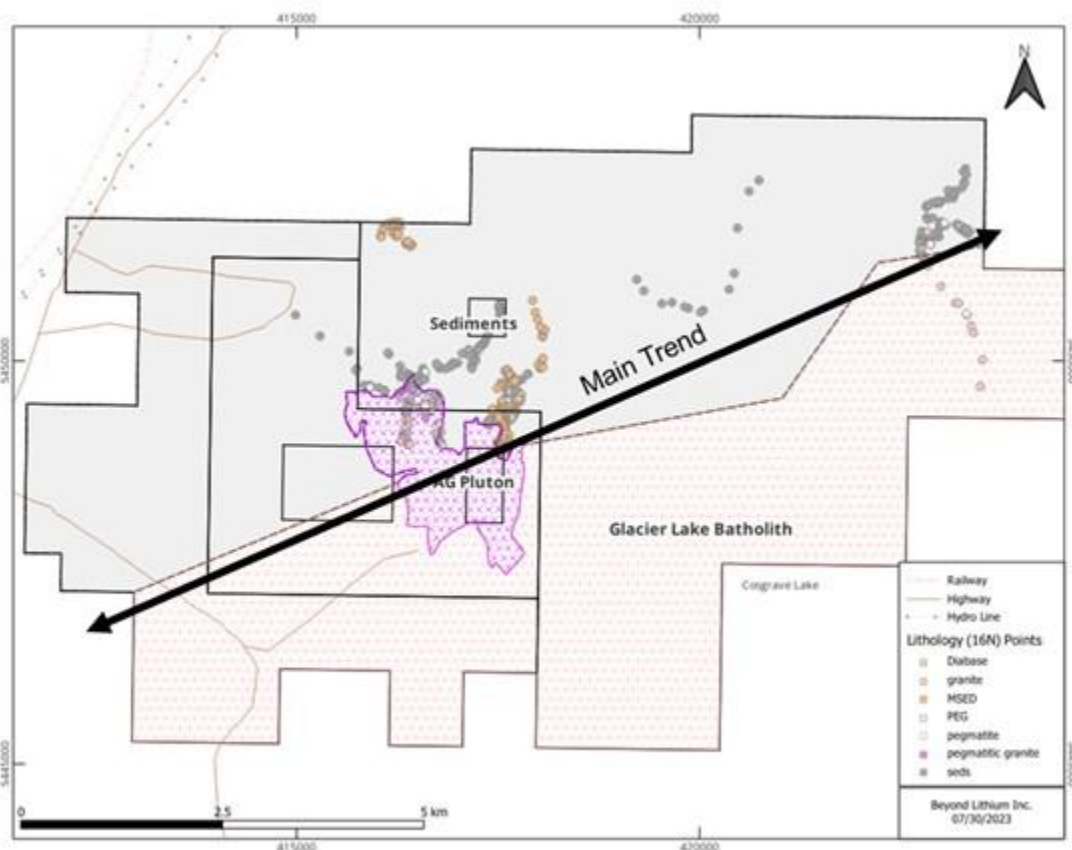 415000
420000
N
Sediments
5450000
Main Trend
AG Pluton
Glacier Lake Batholith
Cosgrave Lake
Railway
Highway
Hydro Line
Lithology (16N) Points
Diabase
granite
MSED
PEG
pegmatite
pegmatitic granite
seds
5445000
Beyond Lithium Inc.
07/30/2023
0 2.5 5 km
415000
420000